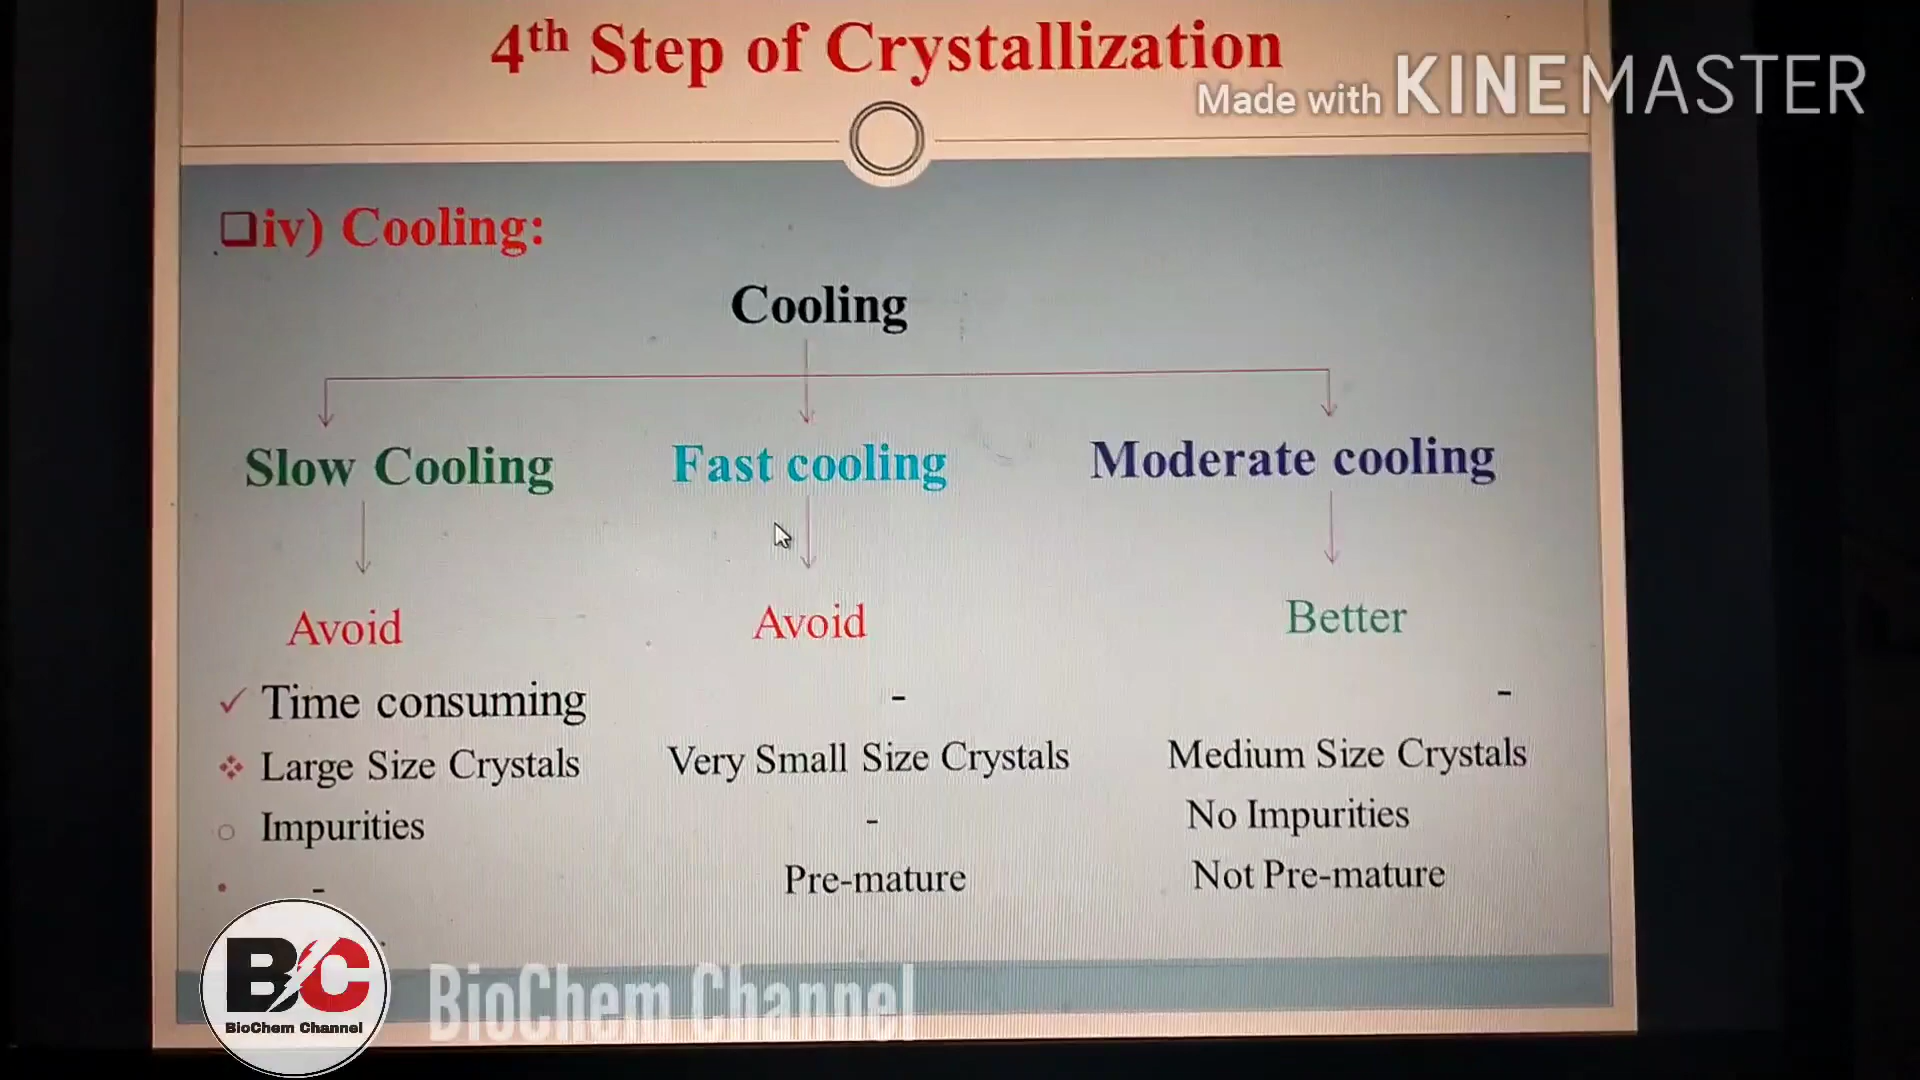 4th Step of Crystallization
Made with KINEMASTER
iv) Cooling:
Cooling
Slow Cooling Fast cooling Moderate cooling
Avoid Avoid Better
Time consuming - -
Large Size Crystals Very Small Size Crystals Medium Size Crystals
Impurities - No Impurities
- Pre-mature Not Pre-mature
BC
BioChem Channel
BioChem Channel